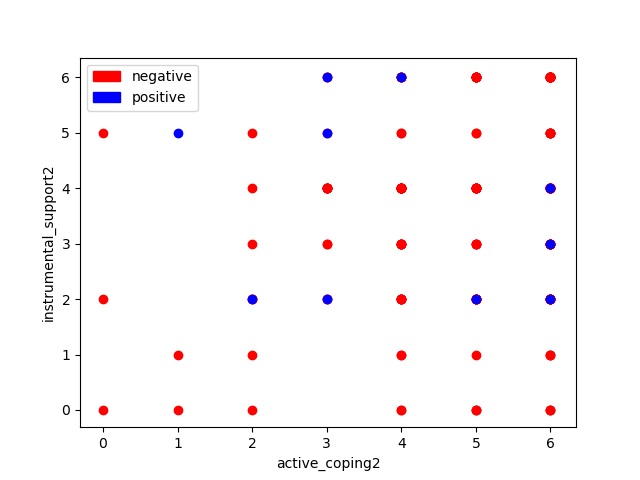 negative
positive
6
5
4
3
2
1
0
instrumental_support2
0 1 2 3 4 5 6
active_coping2